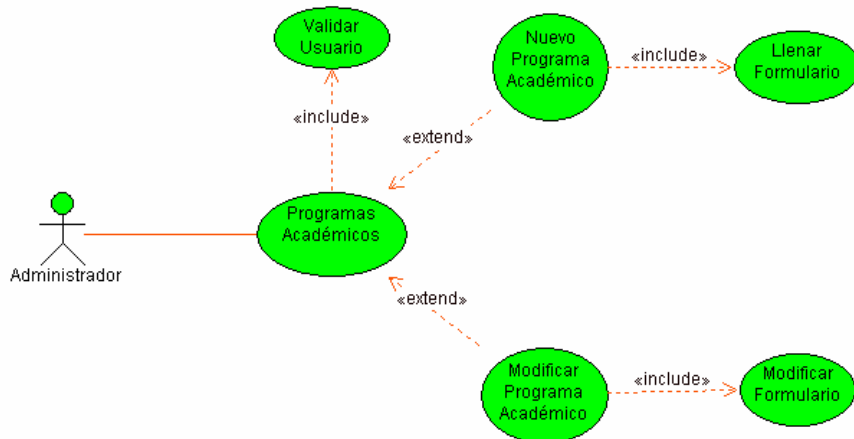 Validar
Usuario
Nuevo
Programa
Académico
«include»
Llenar
Formulario
«include»
«extend»
Programas
Académicos
Administrador
«extend»
Modificar
Programa
Académico
«include»
Modificar
Formulario